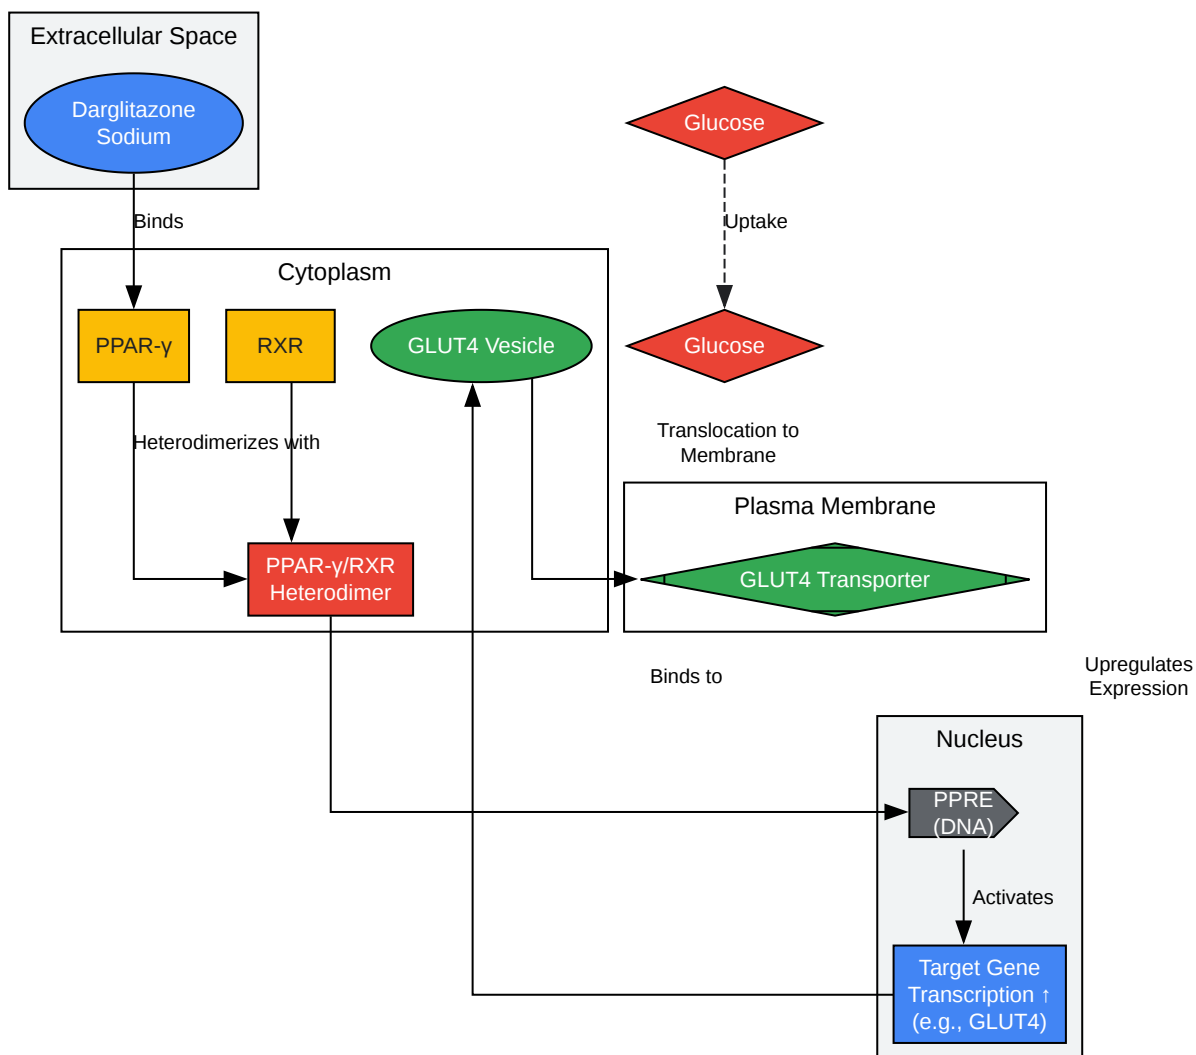 Extracellular Space
Darglitazone
Sodium
Glucose
Binds
Uptake
Cytoplasm
PPAR-γ
RXR
GLUT4 Vesicle
Glucose
Heterodimerizes with
Translocation to
Membrane
Plasma Membrane
PPAR-γ/RXR
Heterodimer
GLUT4 Transporter
Binds to
Upregulates
Expression
Nucleus
PPRE
(DNA)
Activates
Target Gene
Transcription ↑
(e.g., GLUT4)